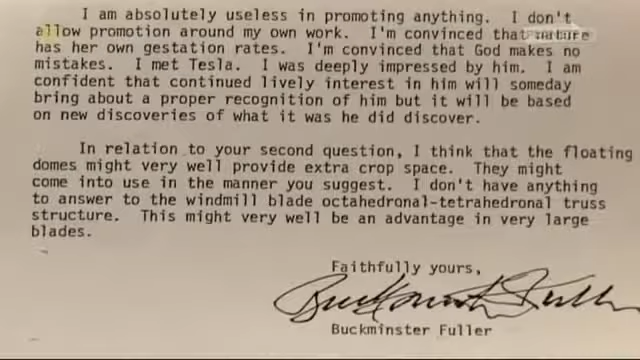 I am absolutely useless in promoting anything. I don't
allow promotion around my own work. I'm convinced that nature
has her own gestation rates. I'm convinced that God makes no
mistakes. I met Tesla. I was deeply impressed by him. I am
confident that continued lively interest in him will someday
bring about a proper recognition of him but it will be based
on new discoveries of what it was he did discover.
In relation to your second question, I think that the floating
domes might very well provide extra crop space. They might
come into use in the manner you suggest. I don't have anything
to answer to the windmill blade octahedronal-tetrahedronal truss
structure. This might very well be an advantage in very large
blades.
Faithfully yours,
Buckminster Fuller
Buckminster Fuller